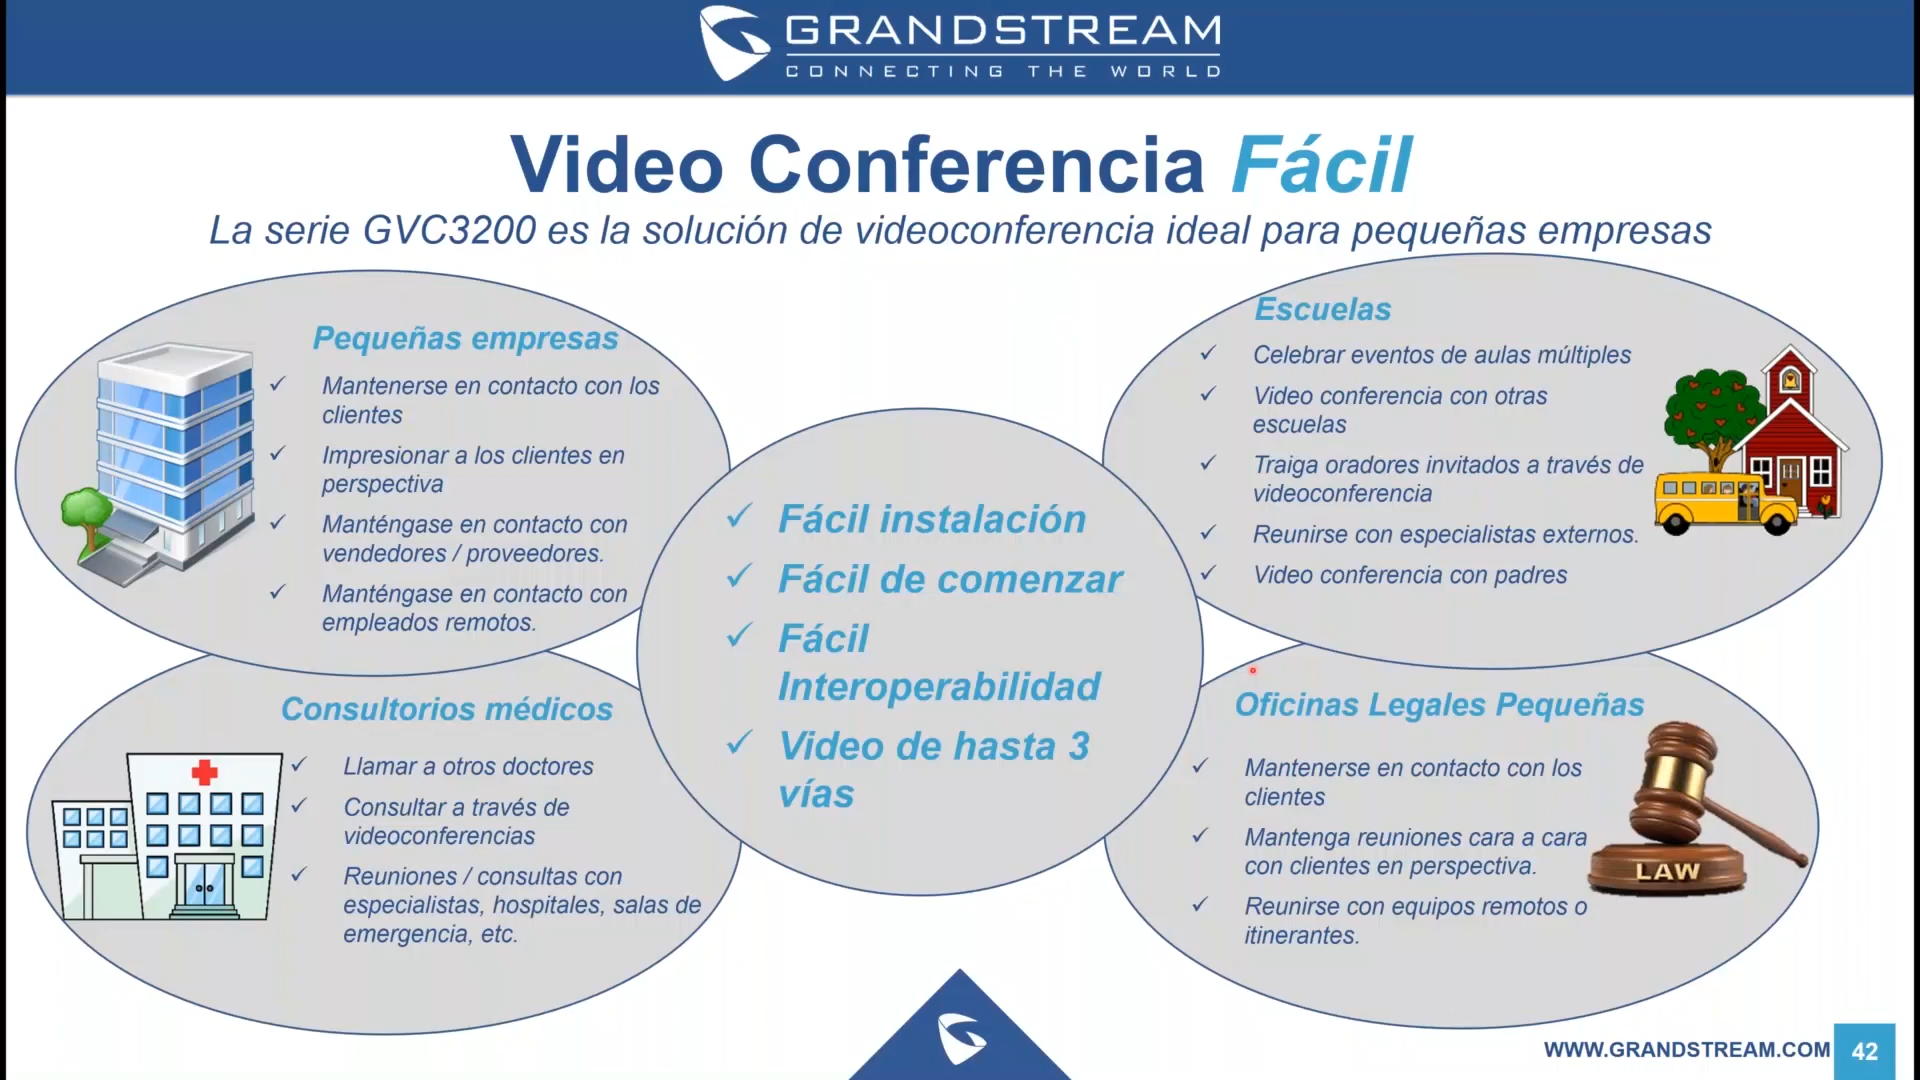 GRANDSTREAM
CONNECTING THE WORLD
Video Conferencia Fácil
La serie GVC3200 es la solución de videoconferencia ideal para pequeñas empresas
Pequeñas empresas
✓ Mantenerse en contacto con los
clientes
✓ Impresionar a los clientes en
perspectiva
✓ Manténgase en contacto con
vendedores / proveedores.
✓ Manténgase en contacto con
empleados remotos.
Escuelas
✓ Celebrar eventos de aulas múltiples
✓ Video conferencia con otras
escuelas
✓ Traiga oradores invitados a través de
videoconferencia
✓ Reunirse con especialistas externos.
✓ Video conferencia con padres
✓ Fácil instalación
✓ Fácil de comenzar
✓ Fácil
Interoperabilidad
✓ Video de hasta 3
vías
Consultorios médicos
✓ Llamar a otros doctores
✓ Consultar a través de
videoconferencias
✓ Reuniones / consultas con
especialistas, hospitales, salas de
emergencia, etc.
Oficinas Legales Pequeñas
✓ Mantenerse en contacto con los
clientes
✓ Mantenga reuniones cara a cara
con clientes en perspectiva.
✓ Reunirse con equipos remotos o
itinerantes.
LAW
WWW.GRANDSTREAM.COM
42